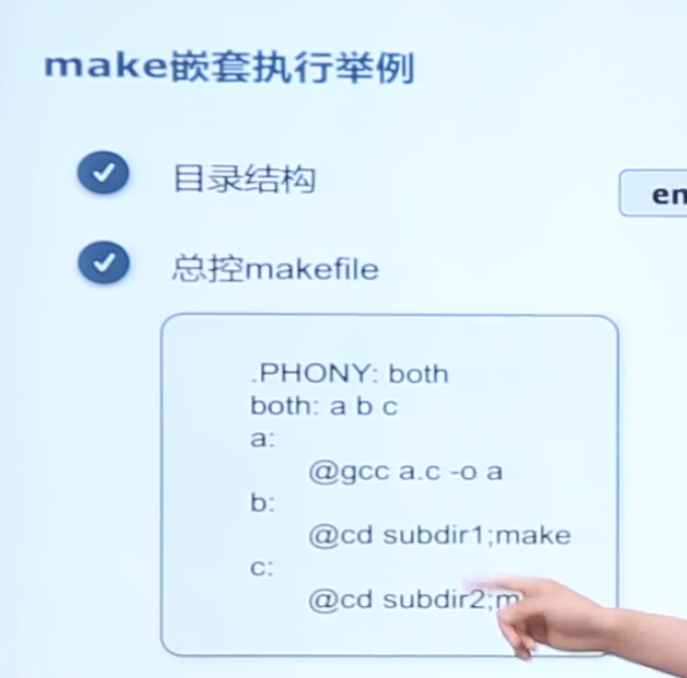 make嵌套执行举例
目录结构
en
总控makefile
.PHONY: both
both: a b c
a:
@gcc a.c -o a
b:
@cd subdir1;make
c:
@cd subdir2;m